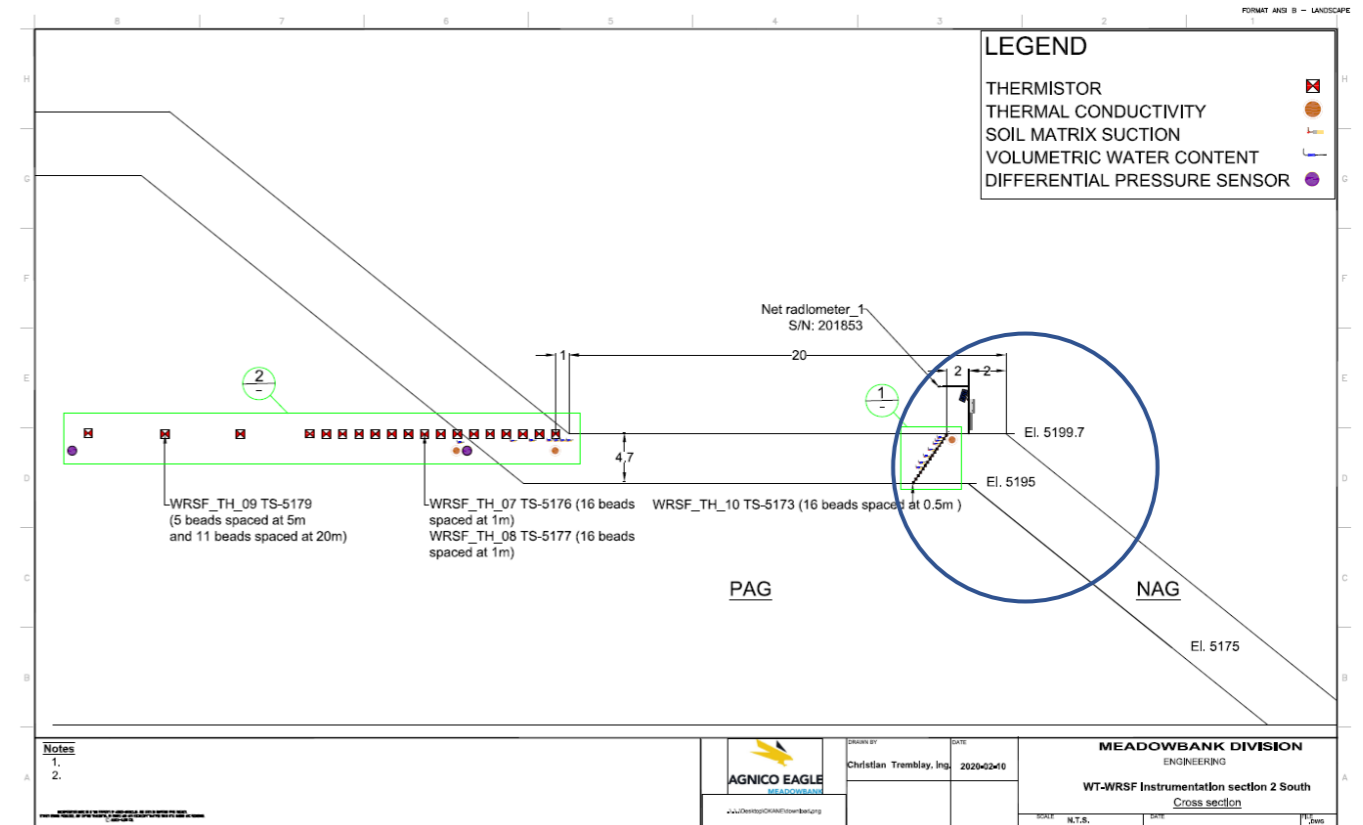 FORMAT ANSI B - LANDSCAPE
8 7 6 5 4 3 2 1
H
G
F
E
D
C
B
A
H
G
F
E
D
C
B
A
LEGEND
THERMISTOR
THERMAL CONDUCTIVITY
SOIL MATRIX SUCTION
VOLUMETRIC WATER CONTENT
DIFFERENTIAL PRESSURE SENSOR
Net radiometer_1
S/N: 201853
1
20
2
2
2
-
1
-
El. 5199.7
4,7
El. 5195
WRSF_TH_09 TS-5179
(5 beads spaced at 5m
and 11 beads spaced at 20m)
WRSF_TH_07 TS-5176 (16 beads
spaced at 1m)
WRSF_TH_08 TS-5177 (16 beads
spaced at 1m)
WRSF_TH_10 TS-5173 (16 beads spaced at 0.5m )
PAG
NAG
El. 5175
Notes
1.
2.
AGNICO EAGLE
MEADOWBANK
DRAWN BY
Christian Tremblay, ing.
DATE
2020-02-10
MEADOWBANK DIVISION
ENGINEERING
WT-WRSF Instrumentation section 2 South
Cross section
SCALE
N.T.S.
DATE
FILE
.DWG